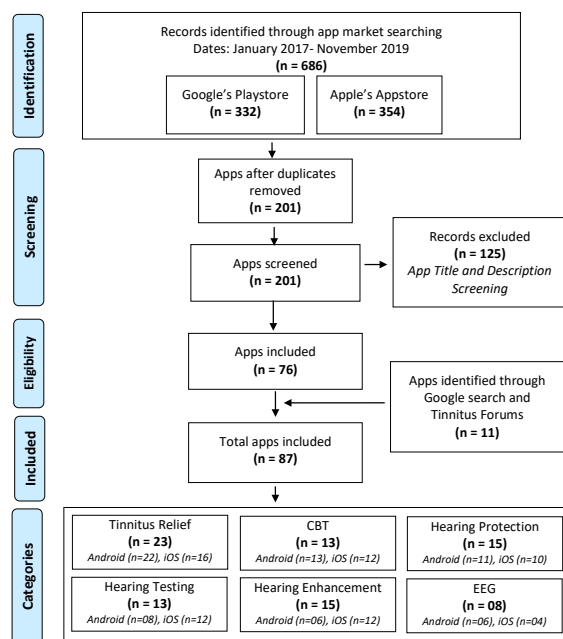 Identification
Records identified through app market searching
Dates: January 2017- November 2019
(n = 686)
Google's Playstore
(n = 332)
Apple's Appstore
(n = 354)
Screening
Apps after duplicates
removed
(n = 201)
Apps screened
(n = 201)
Records excluded
(n = 125)
App Title and Description
Screening
Eligibility
Apps included
(n = 76)
Apps identified through
Google search and
Tinnitus Forums
(n = 11)
Included
Total apps included
(n = 87)
Categories
Tinnitus Relief
(n = 23)
Android (n=22), iOS (n=16)
CBT
(n = 13)
Android (n=13), iOS (n=12)
Hearing Protection
(n = 15)
Android (n=11), iOS (n=10)
Hearing Testing
(n = 13)
Android (n=08), iOS (n=12)
Hearing Enhancement
(n = 15)
Android (n=06), iOS (n=12)
EEG
(n = 08)
Android (n=06), iOS (n=04)